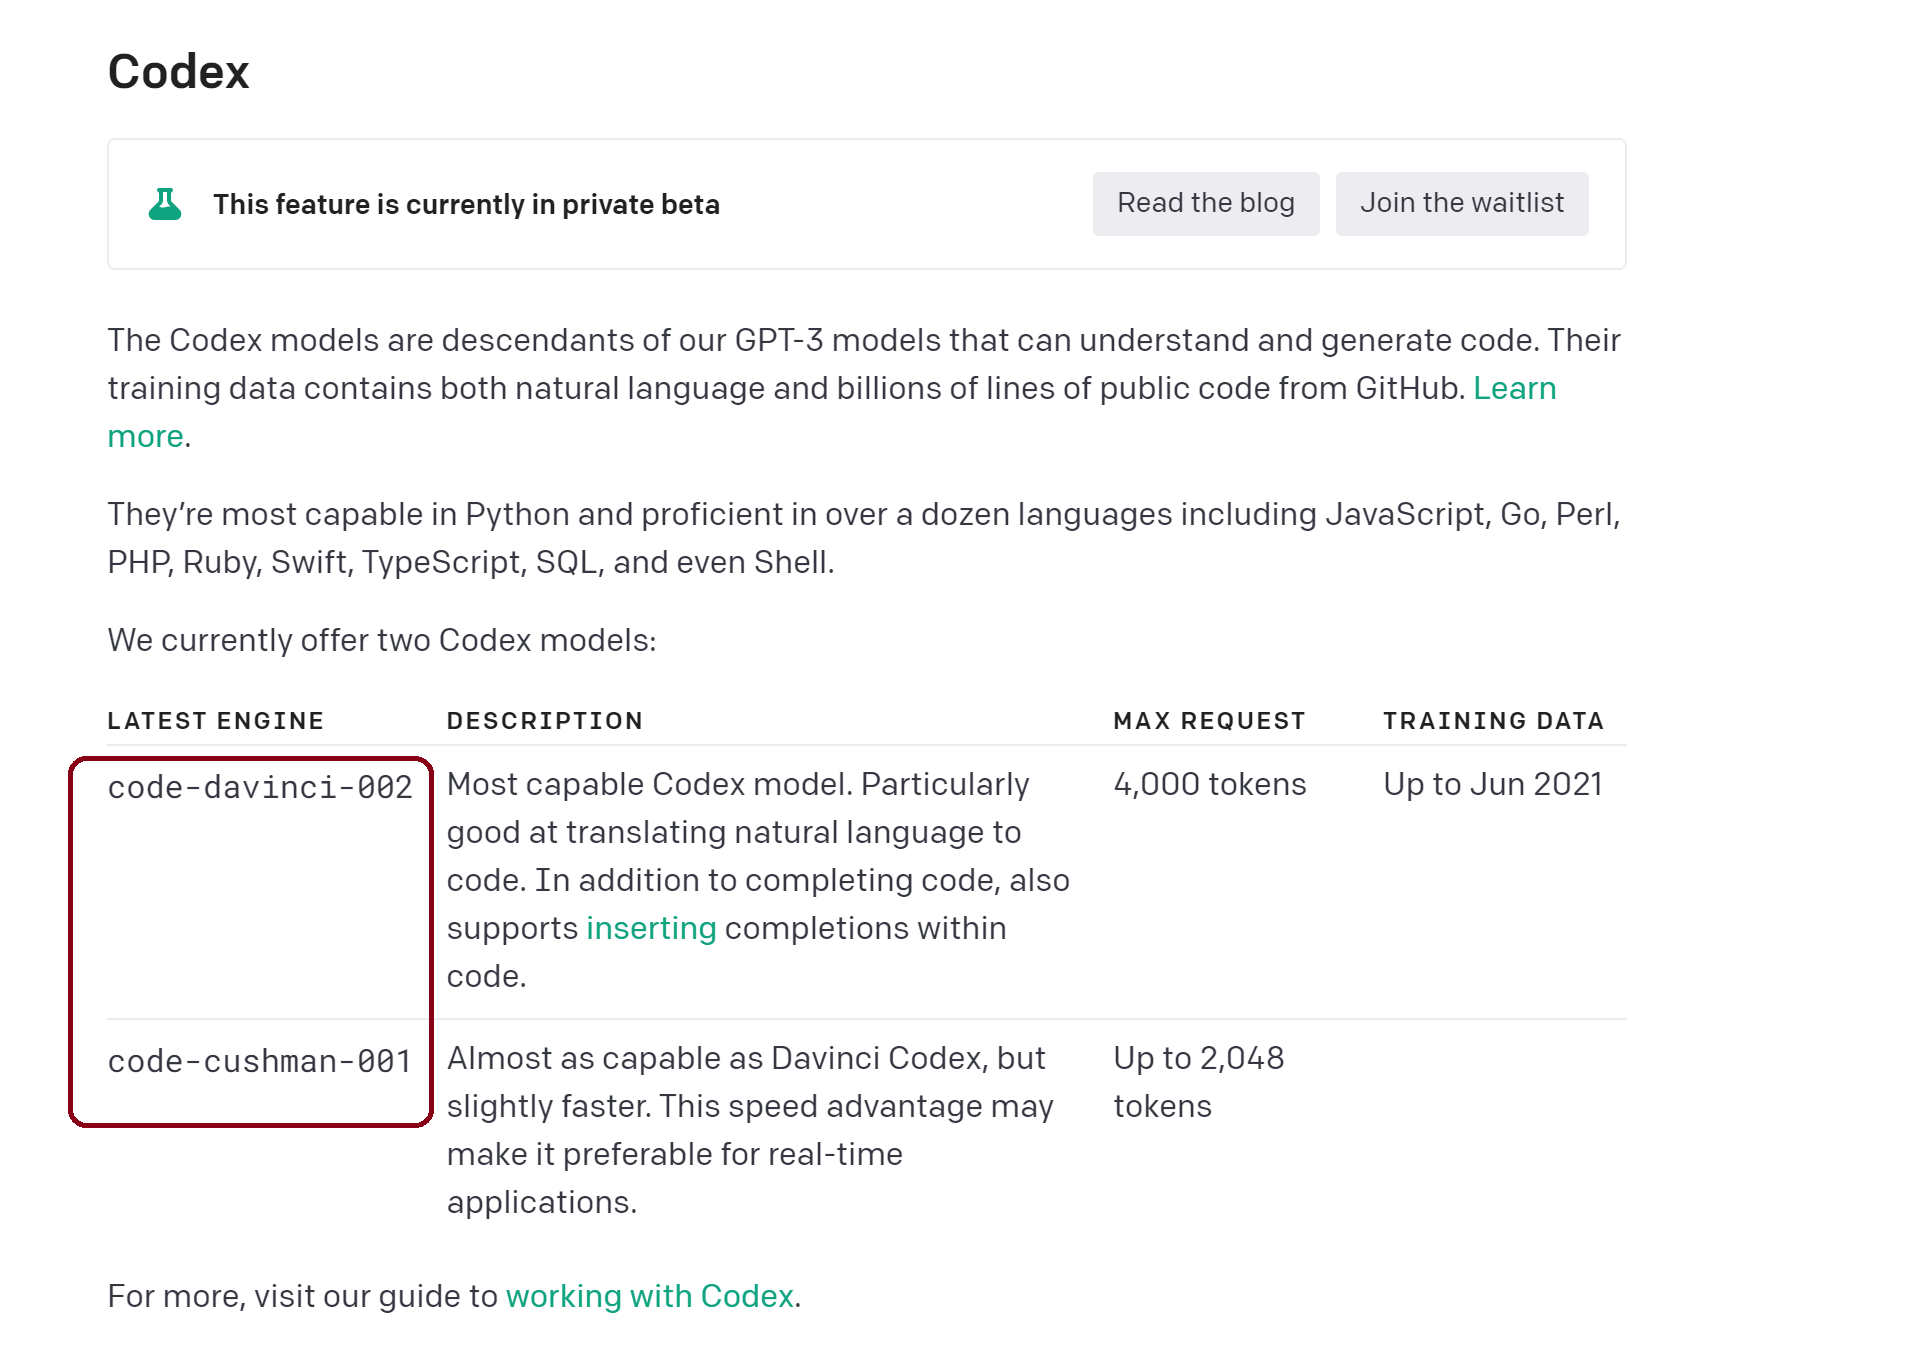 Codex
This feature is currently in private beta
Read the blog
Join the waitlist
The Codex models are descendants of our GPT-3 models that can understand and generate code. Their
training data contains both natural language and billions of lines of public code from GitHub. Learn
more.
They’re most capable in Python and proficient in over a dozen languages including JavaScript, Go, Perl,
PHP, Ruby, Swift, TypeScript, SQL, and even Shell.
We currently offer two Codex models:
LATEST ENGINE DESCRIPTION MAX REQUEST TRAINING DATA
code-davinci-002 Most capable Codex model. Particularly 4,000 tokens Up to Jun 2021
good at translating natural language to
code. In addition to completing code, also
supports inserting completions within
code.
code-cushman-001 Almost as capable as Davinci Codex, but Up to 2,048
slightly faster. This speed advantage may tokens
make it preferable for real-time
applications.
For more, visit our guide to working with Codex.